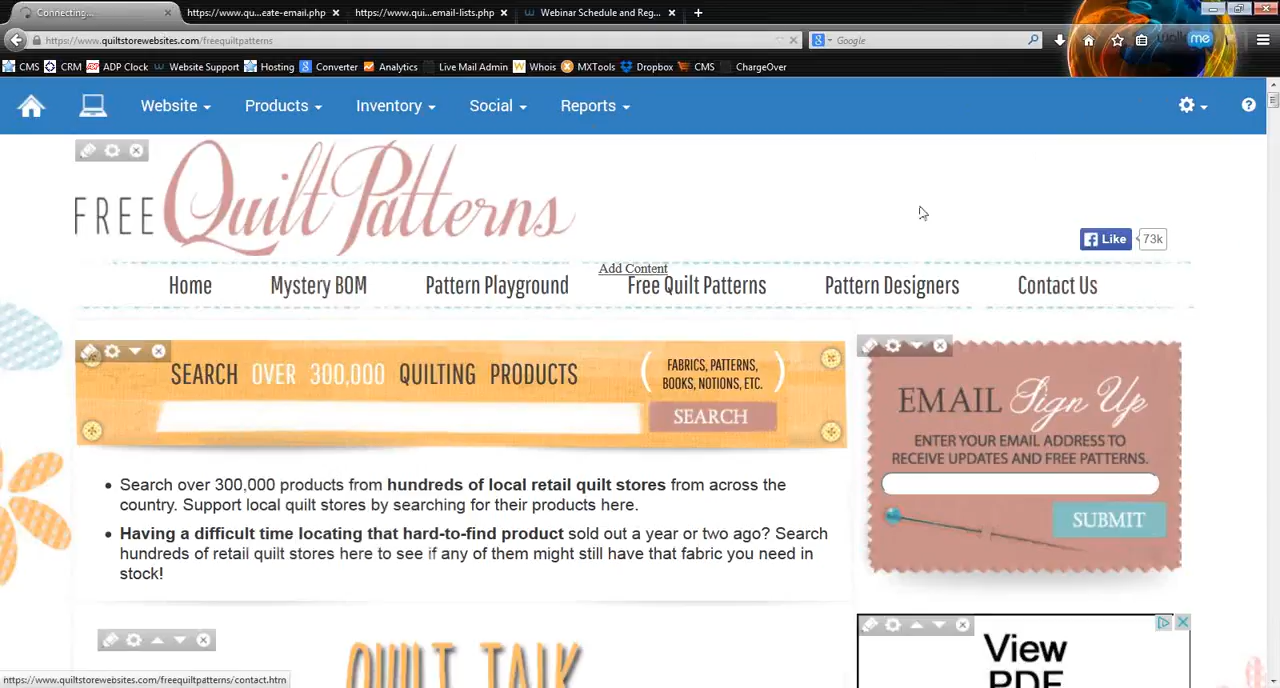 Connecting...
https://www.qu...eate-email.php
https://www.qui...email-lists.php
Webinar Schedule and Reg...
https://www.quiltstorewebsites.com/freequiltpatterns
Google
me
CMS CRM ADP Clock Website Support Hosting Converter Analytics Live Mail Admin Whois MXTools Dropbox CMS ChargeOver
Website Products Inventory Social Reports
FREE Quilt Patterns
Like 73k
Add Content
Home Mystery BOM Pattern Playground Free Quilt Patterns Pattern Designers Contact Us
SEARCH OVER 300,000 QUILTING PRODUCTS
( FABRICS, PATTERNS,
BOOKS, NOTIONS, ETC. )
SEARCH
Search over 300,000 products from hundreds of local retail quilt stores from across the
country. Support local quilt stores by searching for their products here.
Having a difficult time locating that hard-to-find product sold out a year or two ago? Search
hundreds of retail quilt stores here to see if any of them might still have that fabric you need in
stock!
EMAIL Sign Up
ENTER YOUR EMAIL ADDRESS TO
RECEIVE UPDATES AND FREE PATTERNS.
SUBMIT
QUILT TALK
View
PDF
https://www.quiltstorewebsites.com/freequiltpatterns/contact.htm